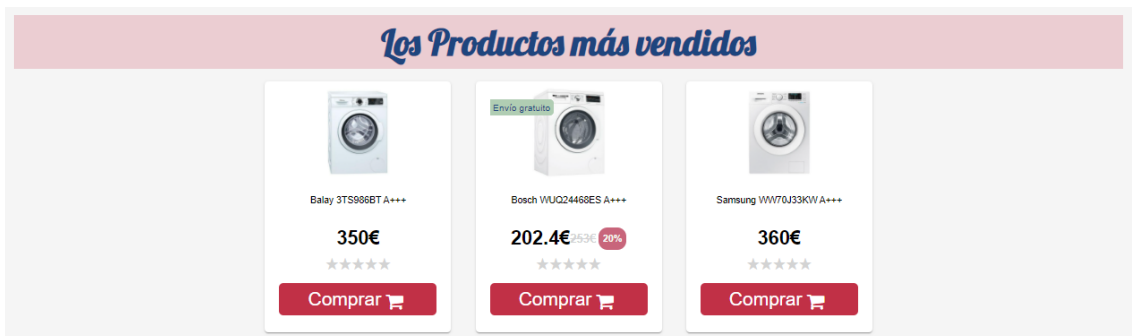 Los Productos más vendidos
Envío gratuito
Balay 3TS986BT A+++
Bosch WUQ24468ES A+++
Samsung WW70J33KW A+++
350€
202.4€ 253€ 20%
360€
Comprar
Comprar
Comprar